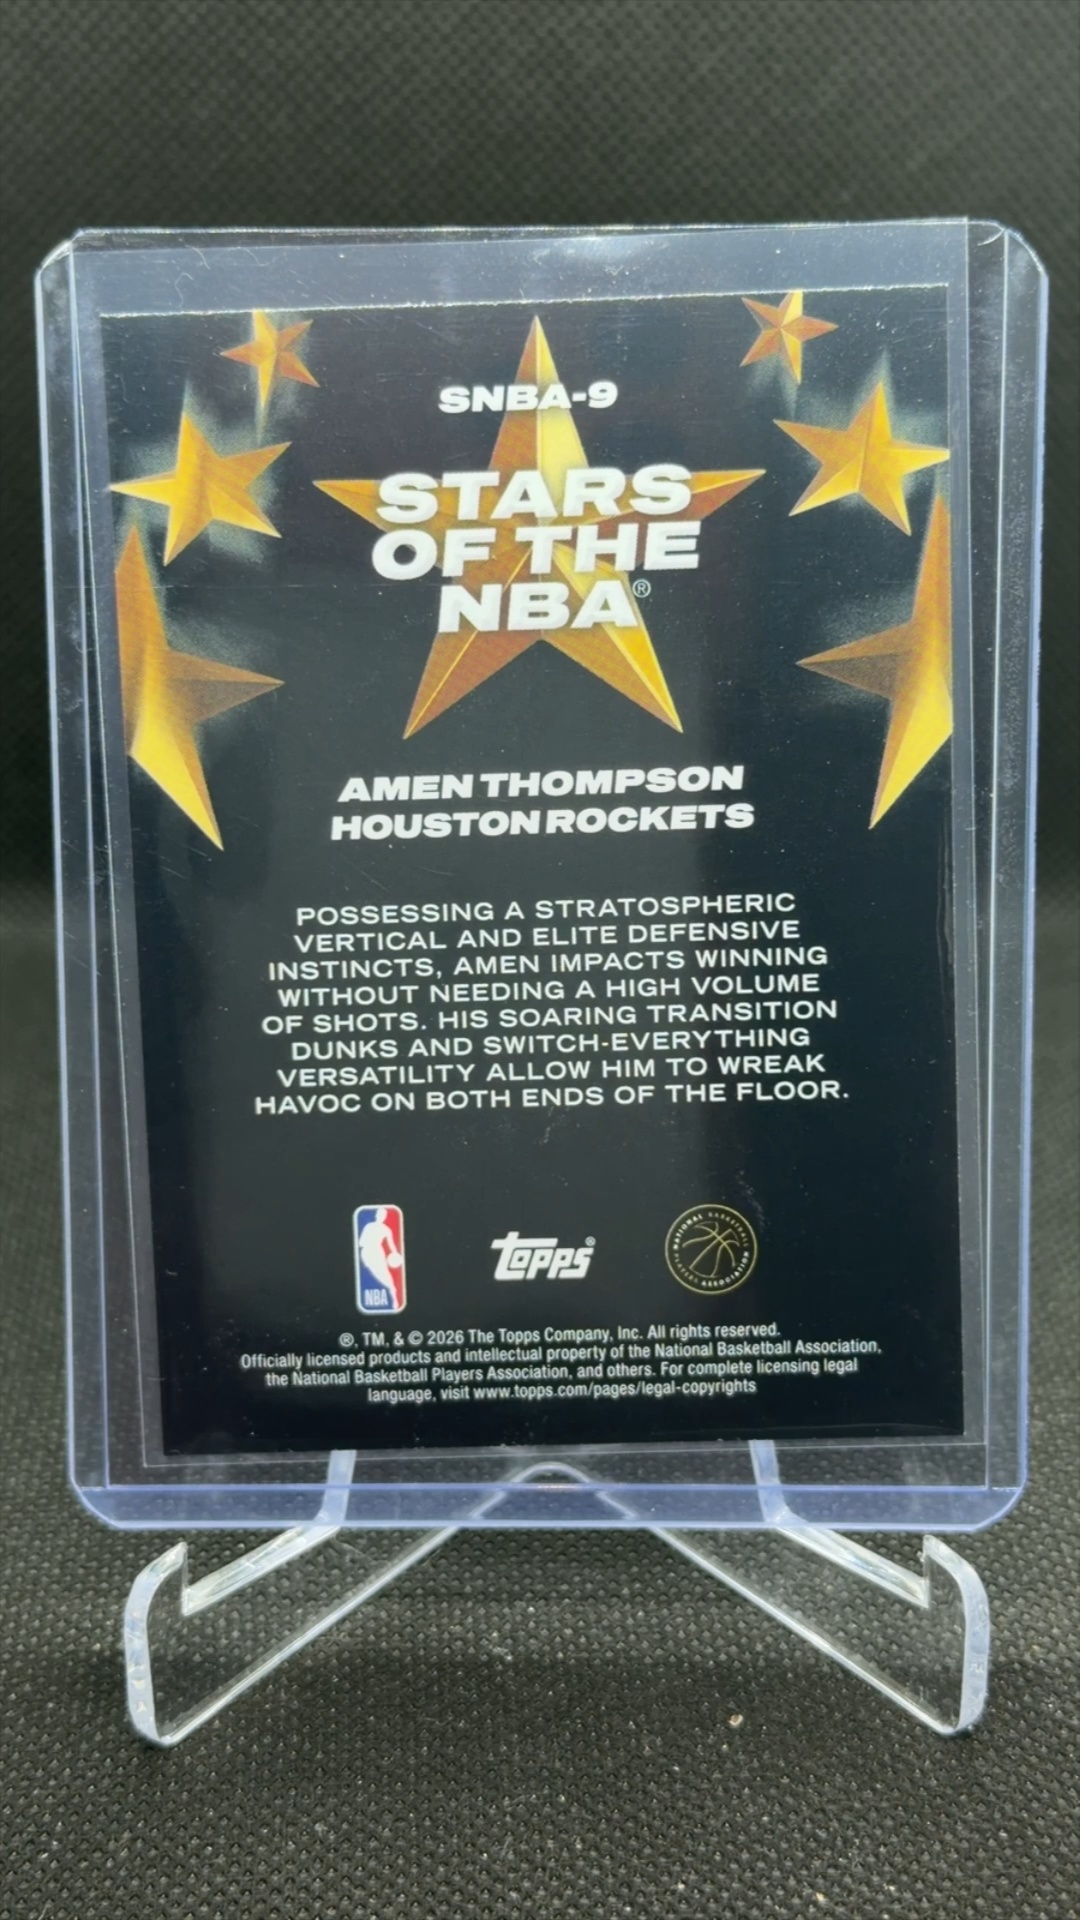 SNBA-9
STARS
OF THE
NBA®
AMEN THOMPSON
HOUSTON ROCKETS
POSSESSING A STRATOSPHERIC
VERTICAL AND ELITE DEFENSIVE
INSTINCTS, AMEN IMPACTS WINNING
WITHOUT NEEDING A HIGH VOLUME
OF SHOTS. HIS SOARING TRANSITION
DUNKS AND SWITCH-EVERYTHING
VERSATILITY ALLOW HIM TO WREAK
HAVOC ON BOTH ENDS OF THE FLOOR.
NBA
topps®
NATIONAL BASKETBALL PLAYERS ASSOCIATION
®, TM, & © 2026 The Topps Company, Inc. All rights reserved.
Officially licensed products and intellectual property of the National Basketball Association,
the National Basketball Players Association, and others. For complete licensing legal
language, visit www.topps.com/pages/legal-copyrights